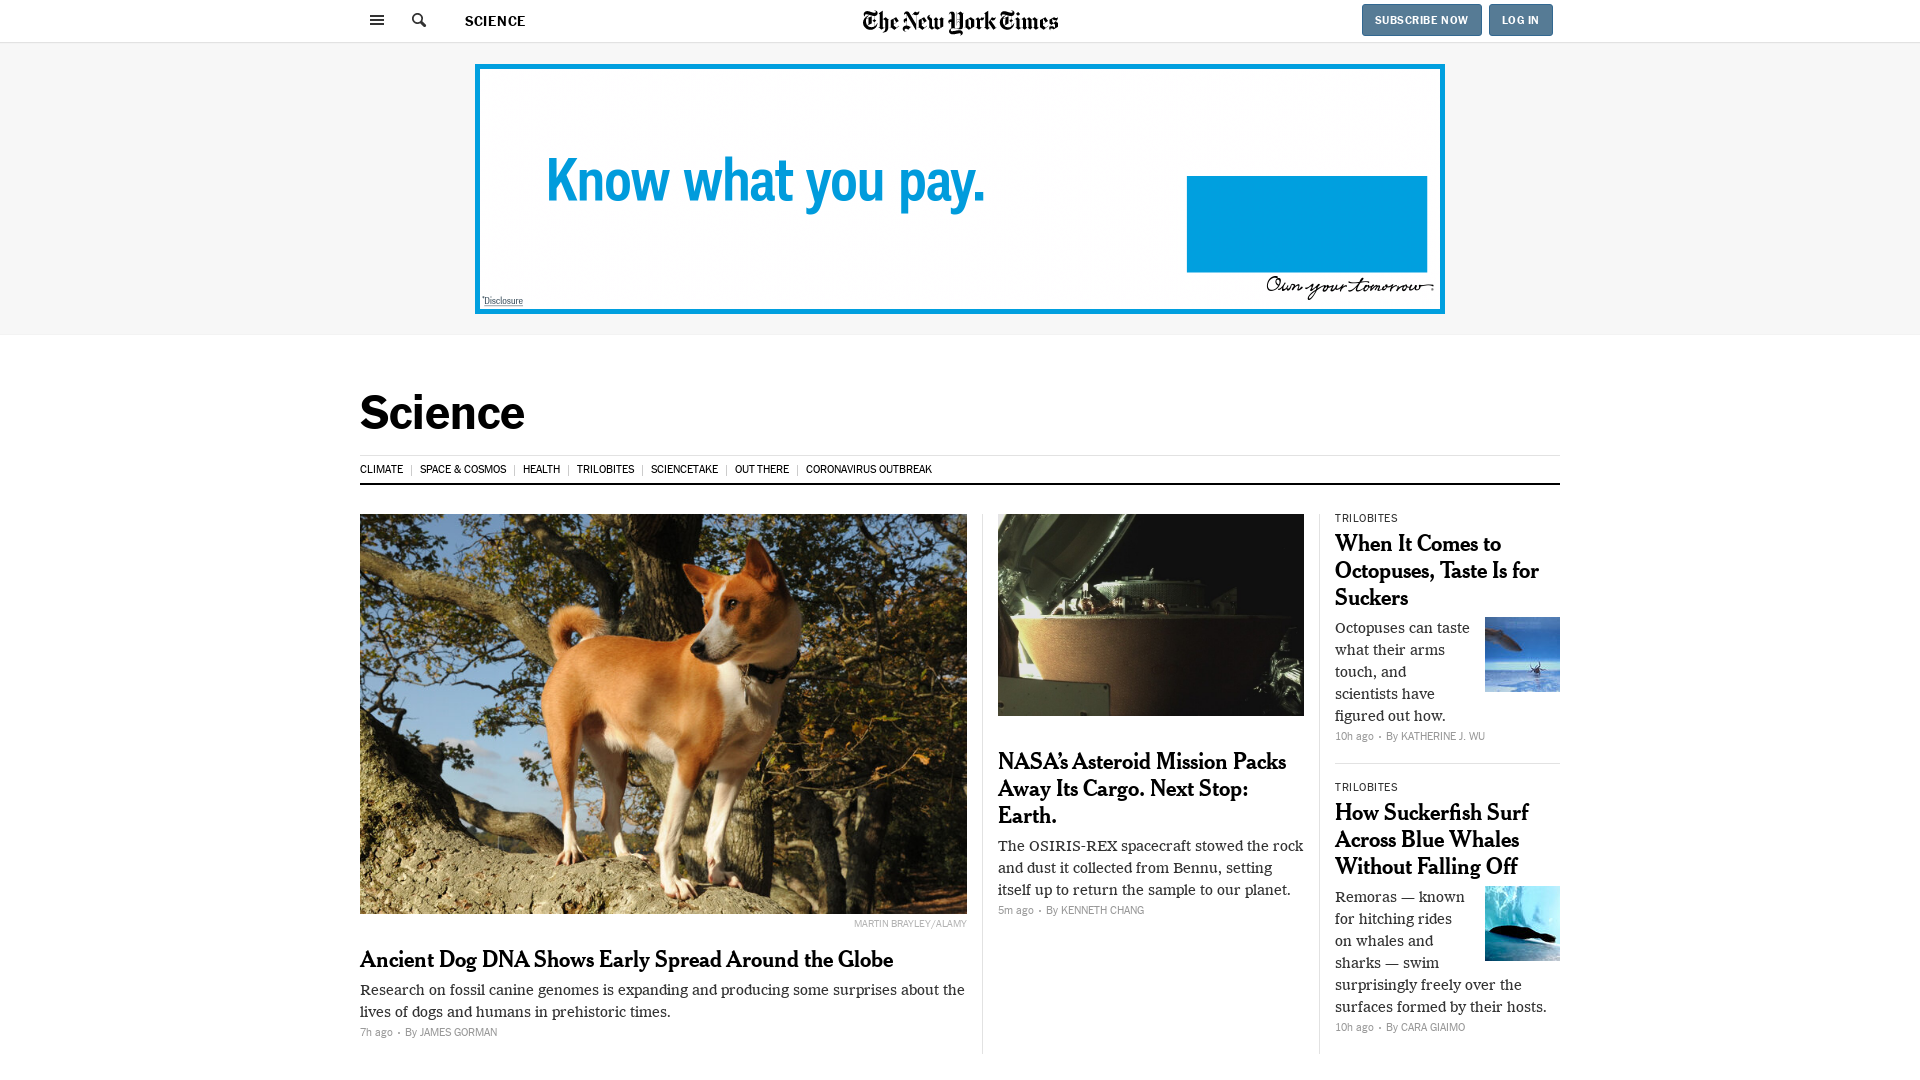 SCIENCE
The New York Times
SUBSCRIBE NOW
LOG IN
Know what you pay.
Own your tomorrow.
*Disclosure
Science
CLIMATE
SPACE & COSMOS
HEALTH
TRILOBITES
SCIENCETAKE
OUT THERE
CORONAVIRUS OUTBREAK
MARTIN BRAYLEY/ALAMY
Ancient Dog DNA Shows Early Spread Around the Globe
Research on fossil canine genomes is expanding and producing some surprises about the
lives of dogs and humans in prehistoric times.
7h ago • By JAMES GORMAN
NASA’s Asteroid Mission Packs
Away Its Cargo. Next Stop:
Earth.
The OSIRIS-REX spacecraft stowed the rock
and dust it collected from Bennu, setting
itself up to return the sample to our planet.
5m ago • By KENNETH CHANG
TRILOBITES
When It Comes to
Octopuses, Taste Is for
Suckers
Octopuses can taste
what their arms
touch, and
scientists have
figured out how.
10h ago • By KATHERINE J. WU
TRILOBITES
How Suckerfish Surf
Across Blue Whales
Without Falling Off
Remoras — known
for hitching rides
on whales and
sharks — swim
surprisingly freely over the
surfaces formed by their hosts.
10h ago • By CARA GIAIMO